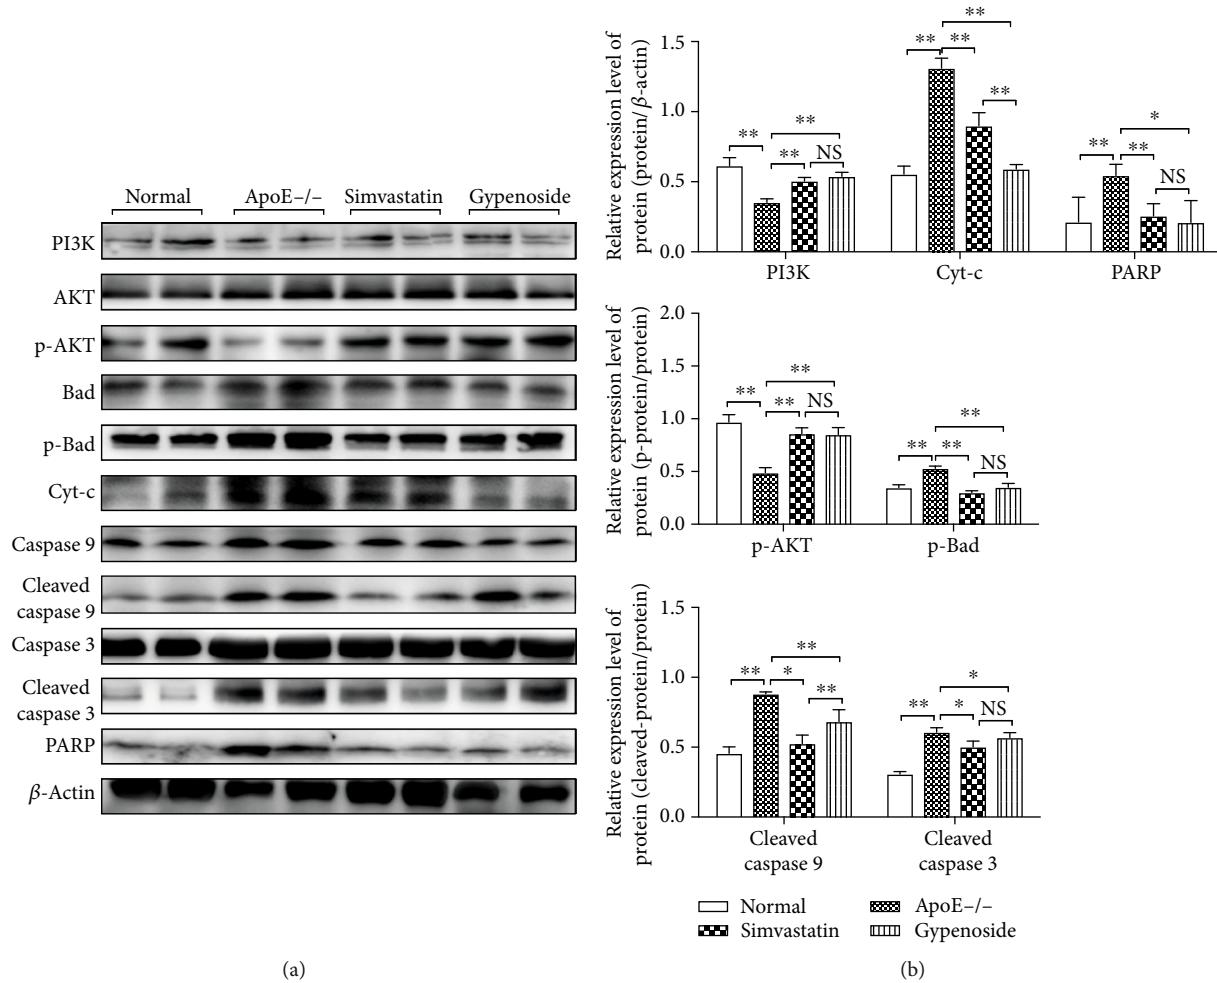 Normal ApoE–/– Simvastatin Gypenoside
PI3K
AKT
p-AKT
Bad
p-Bad
Cyt-c
Caspase 9
Cleaved
caspase 9
Caspase 3
Cleaved
caspase 3
PARP
β-Actin
(a)
Relative expression level of
protein (protein/β-actin)
1.5
1.0
0.5
0.0
** ** ** NS
** ** ** **
** ** * NS
PI3K Cyt-c PARP
Relative expression level of
protein (p-protein/protein)
2.0
1.5
1.0
0.5
0.0
** ** ** NS
** ** ** NS
p-AKT p-Bad
Relative expression level of
protein (cleaved-protein/protein)
1.5
1.0
0.5
0.0
** * ** **
** * * NS
Cleaved
caspase 9
Cleaved
caspase 3
Normal ApoE–/–
Simvastatin Gypenoside
(b)